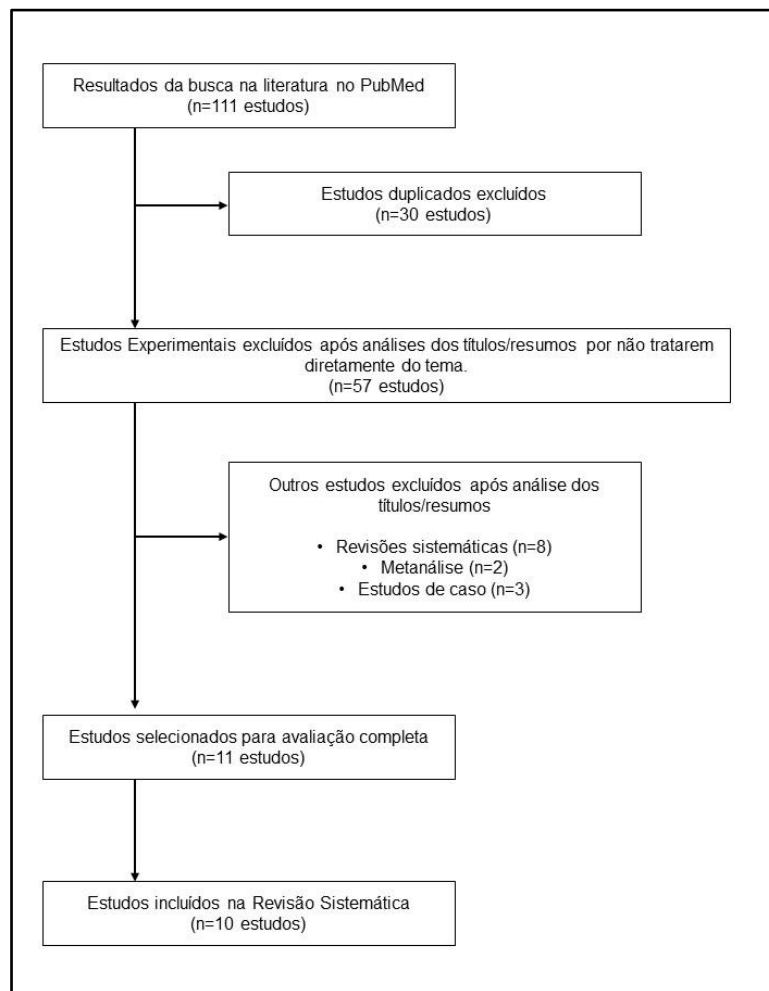 Resultados da busca na literatura no PubMed
(n=111 estudos)
Estudos duplicados excluídos
(n=30 estudos)
Estudos Experimentais excluídos após análises dos títulos/resumos por não tratarem
diretamente do tema.
(n=57 estudos)
Outros estudos excluídos após análise dos
títulos/resumos
• Revisões sistemáticas (n=8)
• Metanálise (n=2)
• Estudos de caso (n=3)
Estudos selecionados para avaliação completa
(n=11 estudos)
Estudos incluídos na Revisão Sistemática
(n=10 estudos)